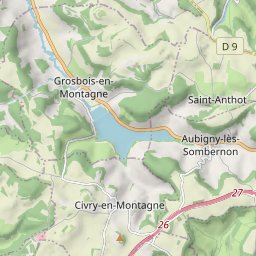 D 9
Grosbois-en-
Montagne
Saint-Anthot
Aubigny-lès-
Sombernon
27
Civry-en-Montagne
26